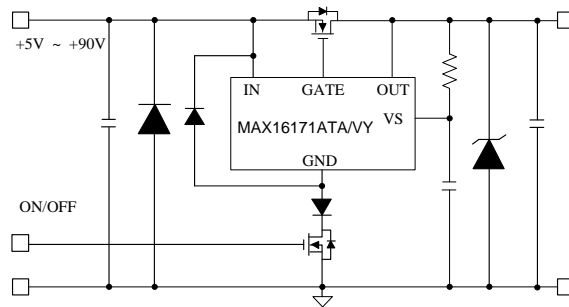 +5V ~ +90V
IN GATE OUT
VS
MAX16171ATA/VY
GND
ON/OFF